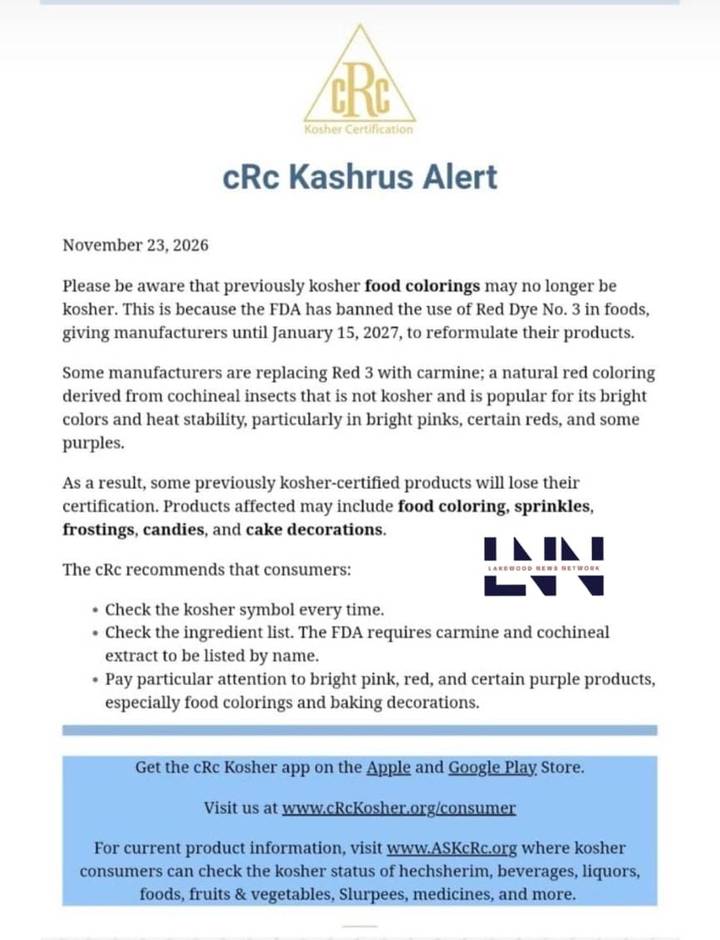 cRc
Kosher Certification
cRc Kashrus Alert
November 23, 2026
Please be aware that previously kosher food colorings may no longer be
kosher. This is because the FDA has banned the use of Red Dye No. 3 in foods,
giving manufacturers until January 15, 2027, to reformulate their products.
Some manufacturers are replacing Red 3 with carmine; a natural red coloring
derived from cochineal insects that is not kosher and is popular for its bright
colors and heat stability, particularly in bright pinks, certain reds, and some
purples.
As a result, some previously kosher-certified products will lose their
certification. Products affected may include food coloring, sprinkles,
frostings, candies, and cake decorations.
LNN
LAKEWOOD NEWS NETWORK
The cRc recommends that consumers:
• Check the kosher symbol every time.
• Check the ingredient list. The FDA requires carmine and cochineal
extract to be listed by name.
• Pay particular attention to bright pink, red, and certain purple products,
especially food colorings and baking decorations.
Get the cRc Kosher app on the Apple and Google Play Store.
Visit us at www.cRcKosher.org/consumer
For current product information, visit www.ASKcRc.org where kosher
consumers can check the kosher status of hechsherim, beverages, liquors,
foods, fruits & vegetables, Slurpees, medicines, and more.